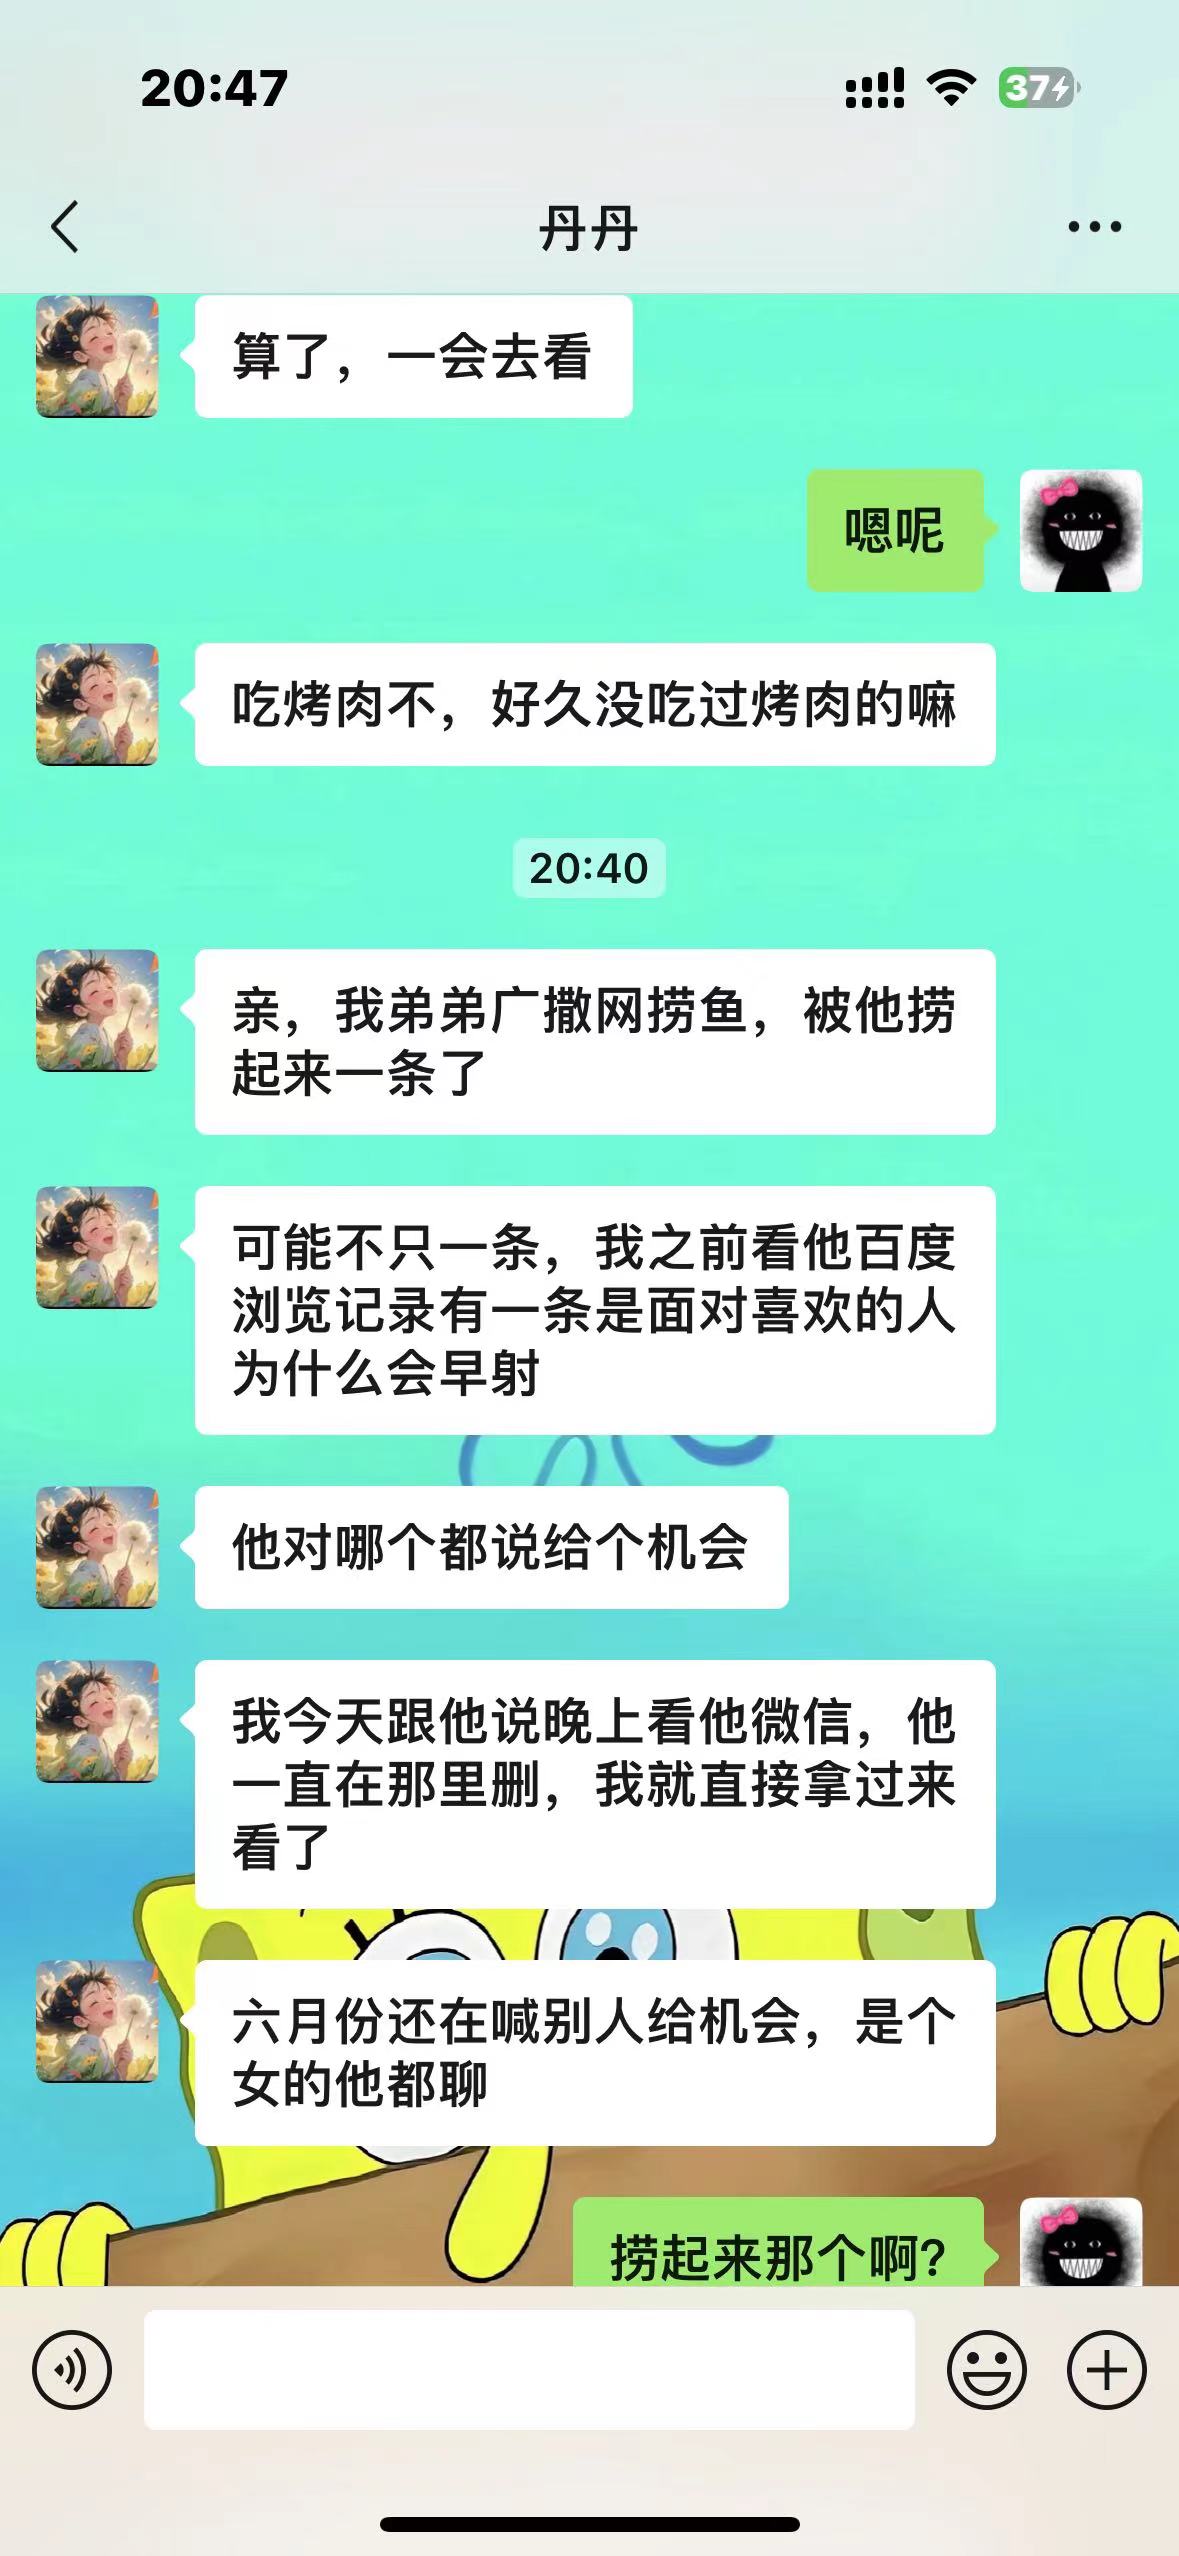 20:47
37
丹丹
算了，一会去看
嗯呢
吃烤肉不，好久没吃过烤肉的嘛
20:40
亲，我弟弟广撒网捞鱼，被他捞
起来一条了
可能不只一条，我之前看他百度
浏览记录有一条是面对喜欢的人
为什么会早射
他对哪个都说给个机会
我今天跟他说晚上看他微信，他
一直在那里删，我就直接拿过来
看了
六月份还在喊别人给机会，是个
女的他都聊
捞起来那个啊?